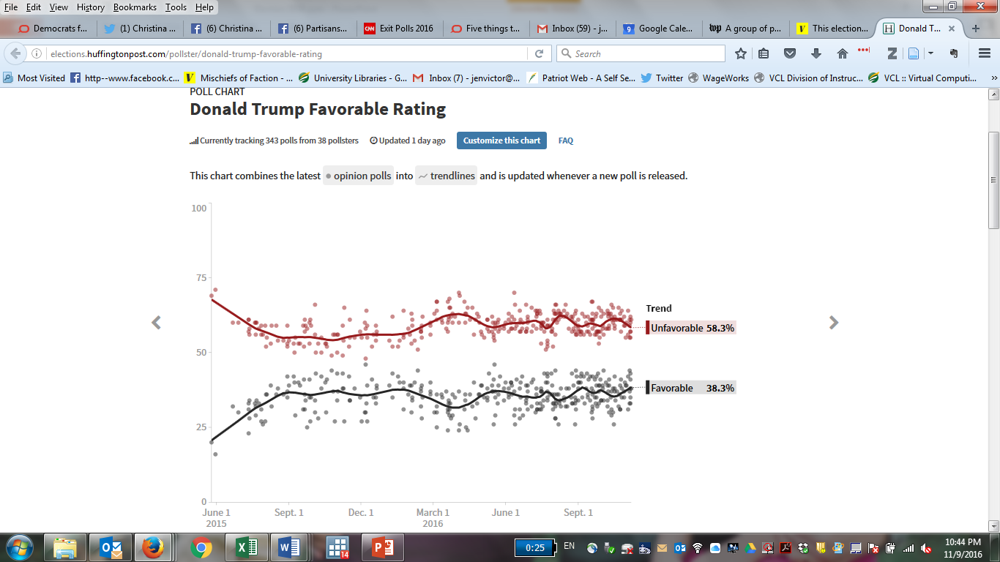 File Edit View History Bookmarks Tools Help
Democrats f... (1) Christina ... (6) Christina ... (6) Partisans... CNN Exit Polls 2016 Five things t... Inbox (59) - j... 9 Google Cale... wp A group of p... V This election... H Donald T...
elections.huffingtonpost.com/pollster/donald-trump-favorable-rating Search Z
Most Visited http--www.facebook.c... V Mischiefs of Faction - ... University Libraries - G... Inbox (7) - jenvictor@... Patriot Web - A Self Se... Twitter WageWorks VCL Division of Instruc... VCL :: Virtual Computi... »
POLL CHART
Donald Trump Favorable Rating
Currently tracking 343 polls from 38 pollsters Updated 1 day ago Customize this chart FAQ
This chart combines the latest opinion polls into trendlines and is updated whenever a new poll is released.
100
75
50
25
0
Trend
Unfavorable 58.3%
Favorable 38.3%
June 1 Sept. 1 Dec. 1 March 1 June 1 Sept. 1
2015 2016
14 0:25 EN 10:44 PM
11/9/2016